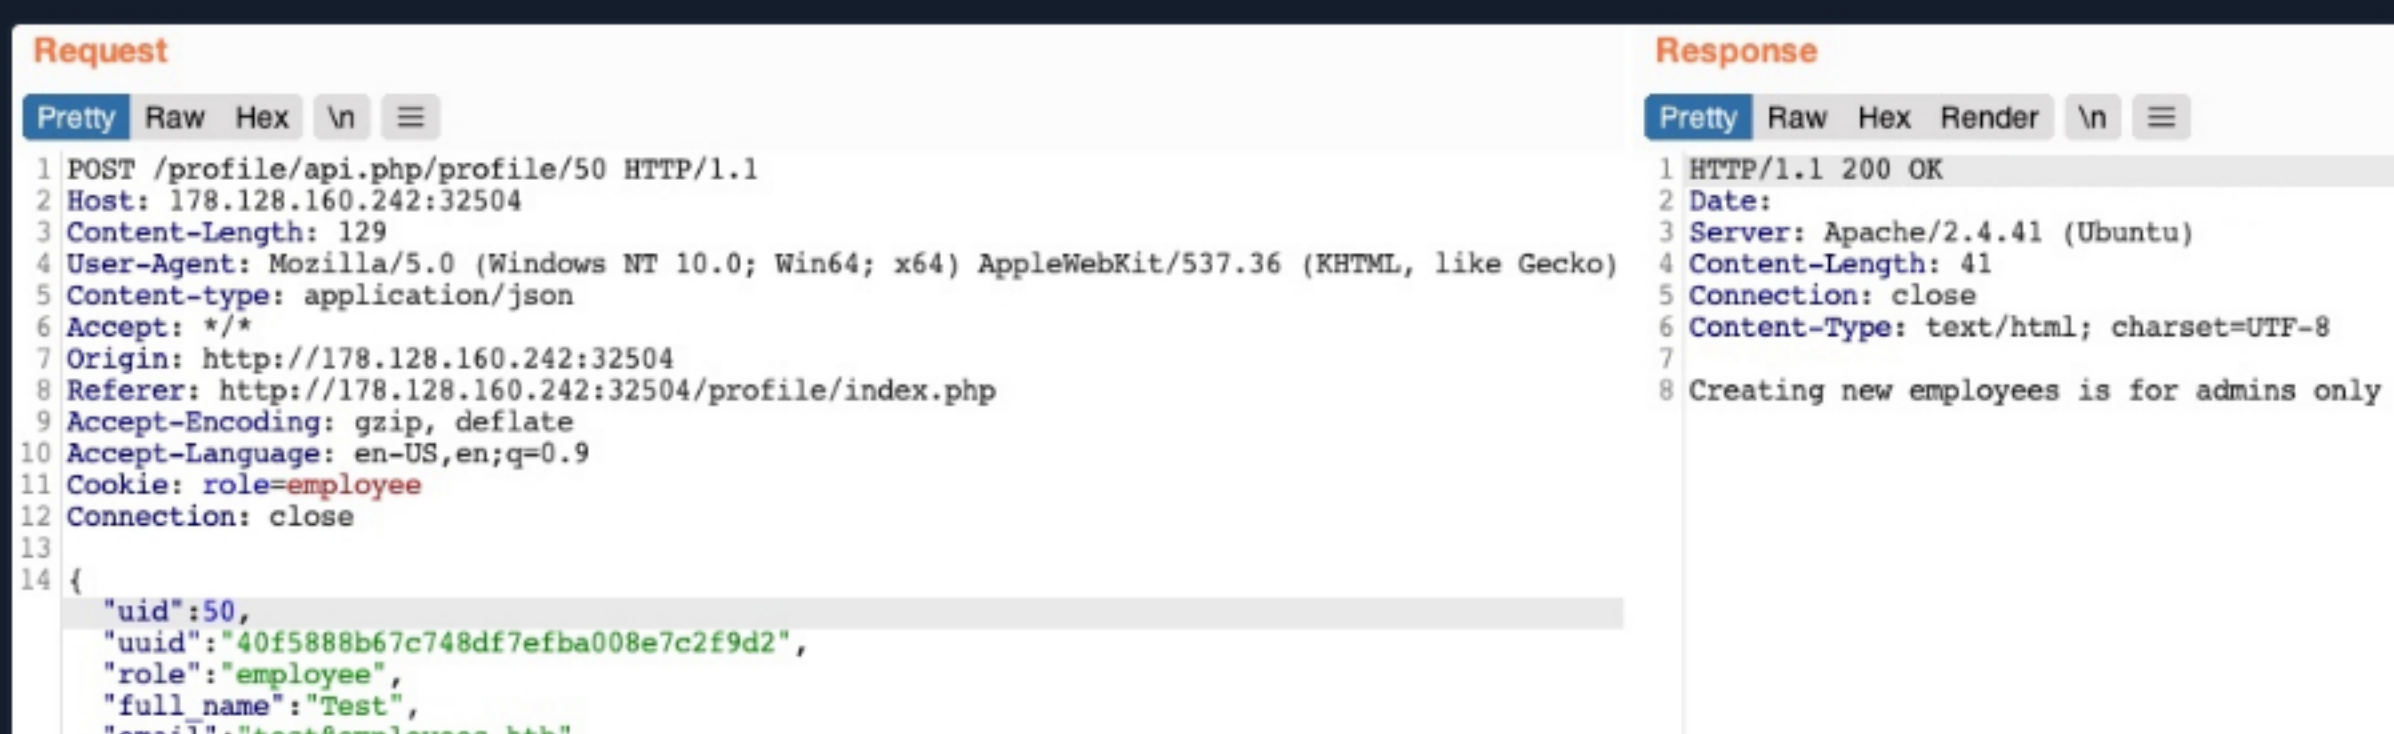 Request
Pretty Raw Hex \n
1 POST /profile/api.php/profile/50 HTTP/1.1
2 Host: 178.128.160.242:32504
3 Content-Length: 129
4 User-Agent: Mozilla/5.0 (Windows NT 10.0; Win64; x64) AppleWebKit/537.36 (KHTML, like Gecko)
5 Content-type: application/json
6 Accept: */*
7 Origin: http://178.128.160.242:32504
8 Referer: http://178.128.160.242:32504/profile/index.php
9 Accept-Encoding: gzip, deflate
10 Accept-Language: en-US,en;q=0.9
11 Cookie: role=employee
12 Connection: close
13
14 {
"uid":50,
"uuid":"40f5888b67c748df7efba008e7c2f9d2",
"role":"employee",
"full_name":"Test",
Response
Pretty Raw Hex Render \n
1 HTTP/1.1 200 OK
2 Date:
3 Server: Apache/2.4.41 (Ubuntu)
4 Content-Length: 41
5 Connection: close
6 Content-Type: text/html; charset=UTF-8
7
8 Creating new employees is for admins only